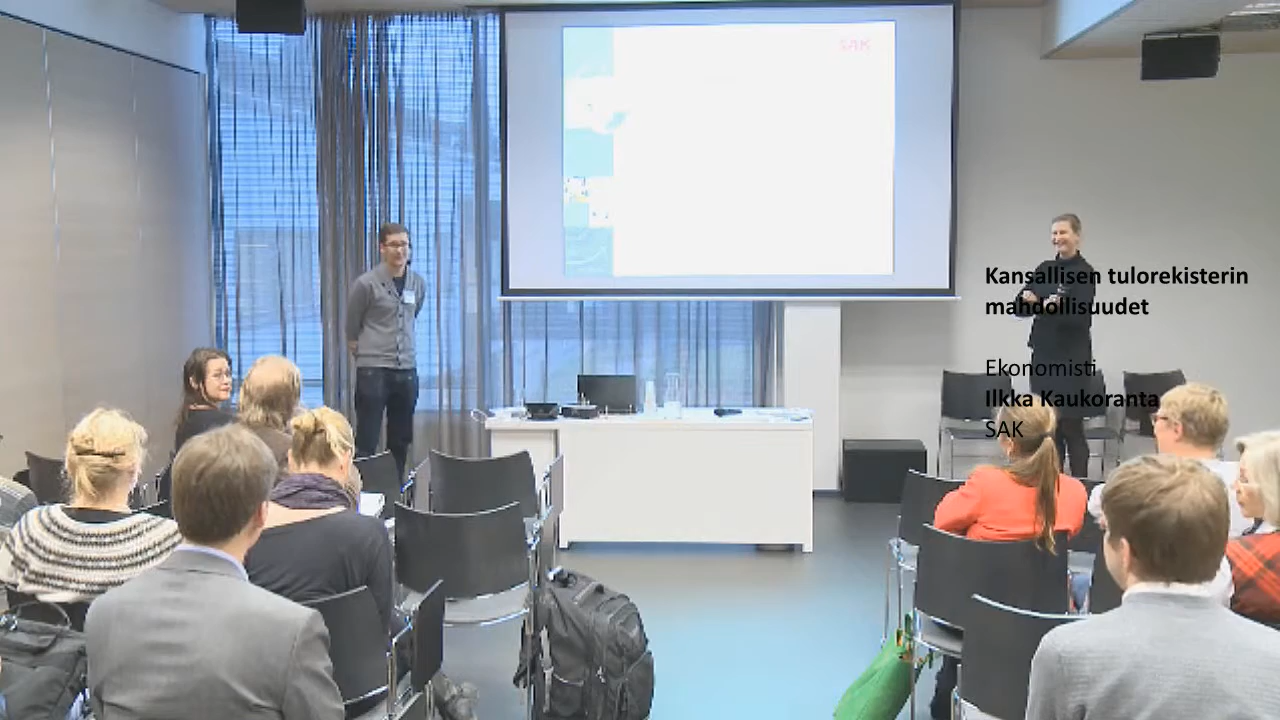 SAK
Kansallisen tulorekisterin
mahdollisuudet
Ekonomisti
Ilkka Kaukoranta
SAK